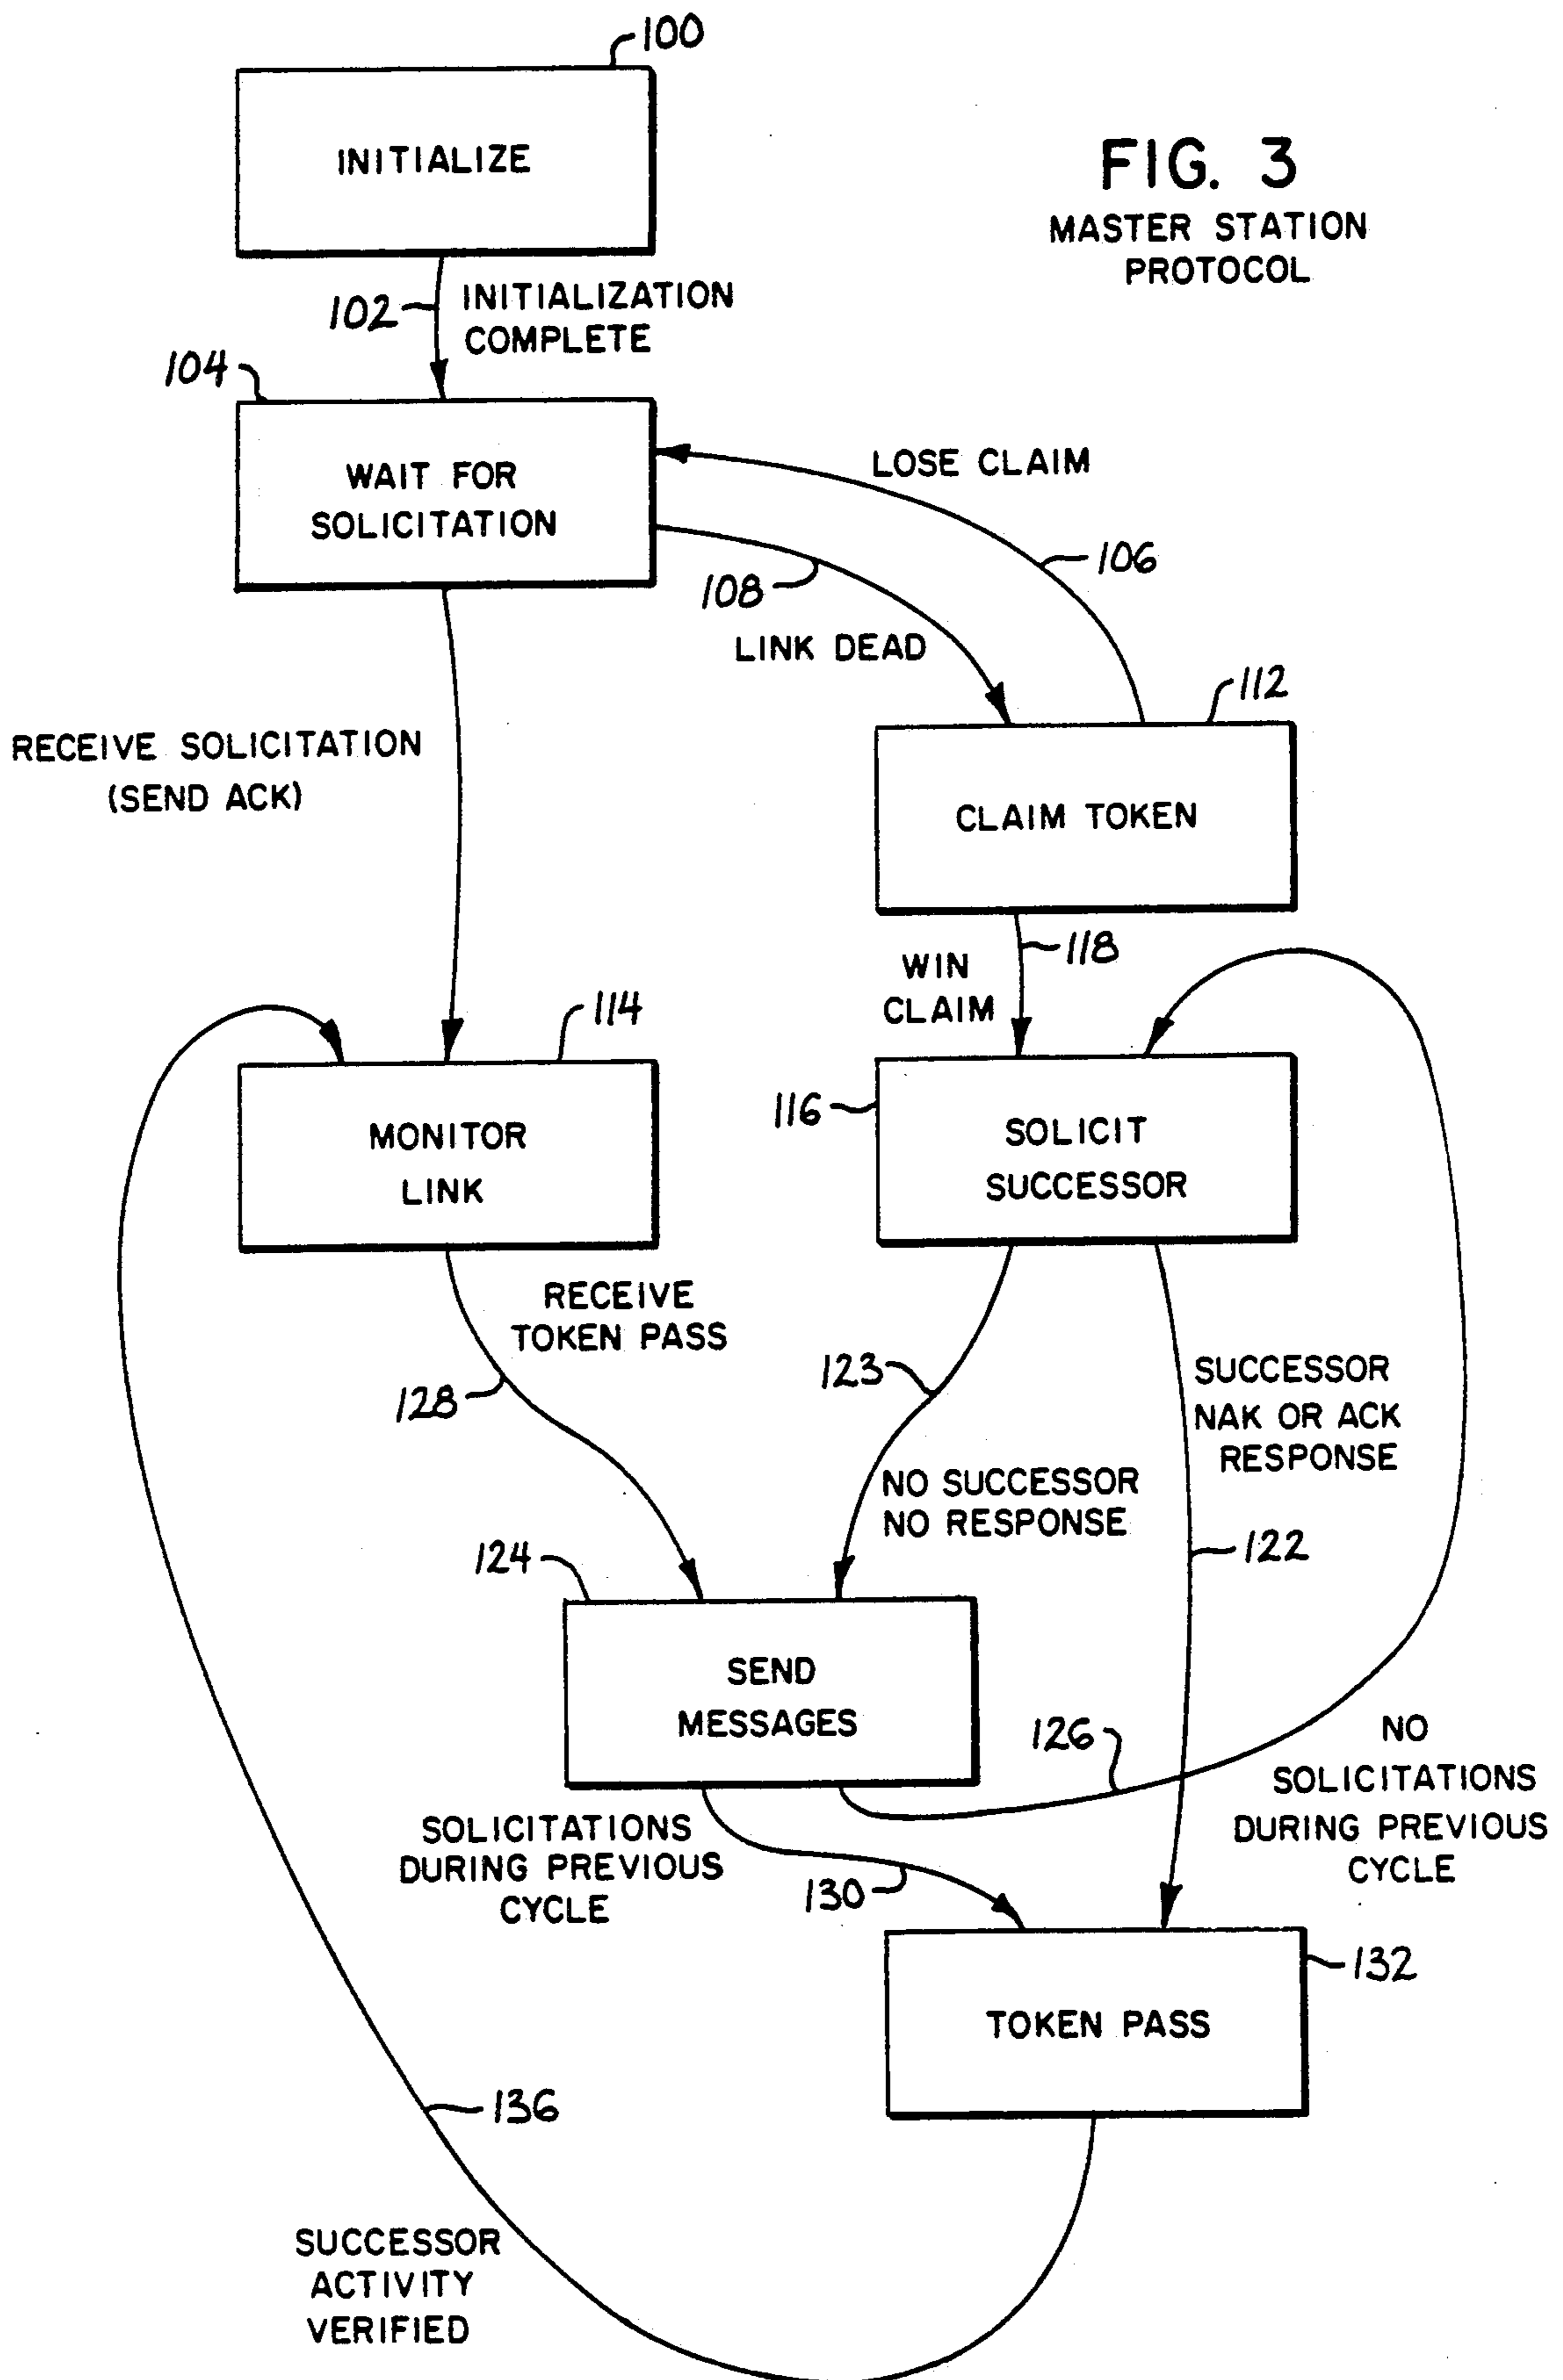 100
INITIALIZE
FIG. 3
MASTER STATION
PROTOCOL
102
INITIALIZATION
COMPLETE
104
WAIT FOR
SOLICITATION
LOSE CLAIM
106
108
LINK DEAD
112
RECEIVE SOLICITATION
(SEND ACK)
CLAIM TOKEN
118
WIN
CLAIM
114
MONITOR
LINK
116
SOLICIT
SUCCESSOR
RECEIVE
TOKEN PASS
128
123
SUCCESSOR
NAK OR ACK
RESPONSE
NO SUCCESSOR
NO RESPONSE
122
124
SEND
MESSAGES
126
NO
SOLICITATIONS
DURING PREVIOUS
CYCLE
SOLICITATIONS
DURING PREVIOUS
CYCLE
130
132
TOKEN PASS
136
SUCCESSOR
ACTIVITY
VERIFIED